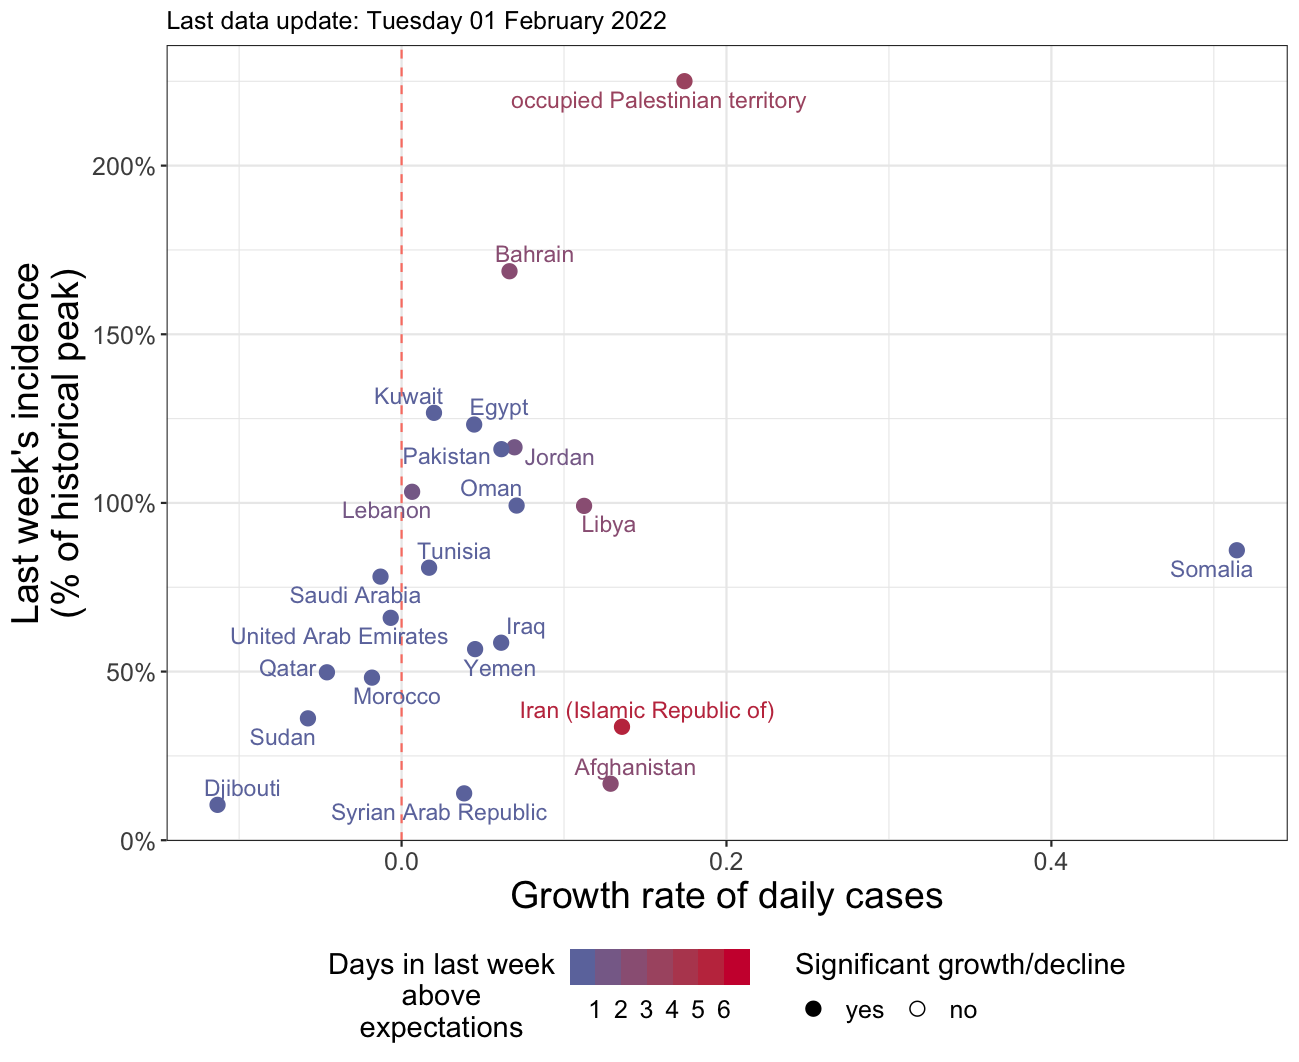 Last data update: Tuesday 01 February 2022
Last week's incidence
(% of historical peak)
200%
150%
100%
50%
0%
occupied Palestinian territory
Bahrain
Kuwait
Egypt
Pakistan
Jordan
Oman
Lebanon
Libya
Tunisia
Somalia
Saudi Arabia
Iraq
United Arab Emirates
Qatar
Yemen
Morocco
Iran (Islamic Republic of)
Sudan
Afghanistan
Djibouti
Syrian Arab Republic
0.0 0.2 0.4
Growth rate of daily cases
Days in last week
above
expectations
1 2 3 4 5 6
Significant growth/decline
yes no